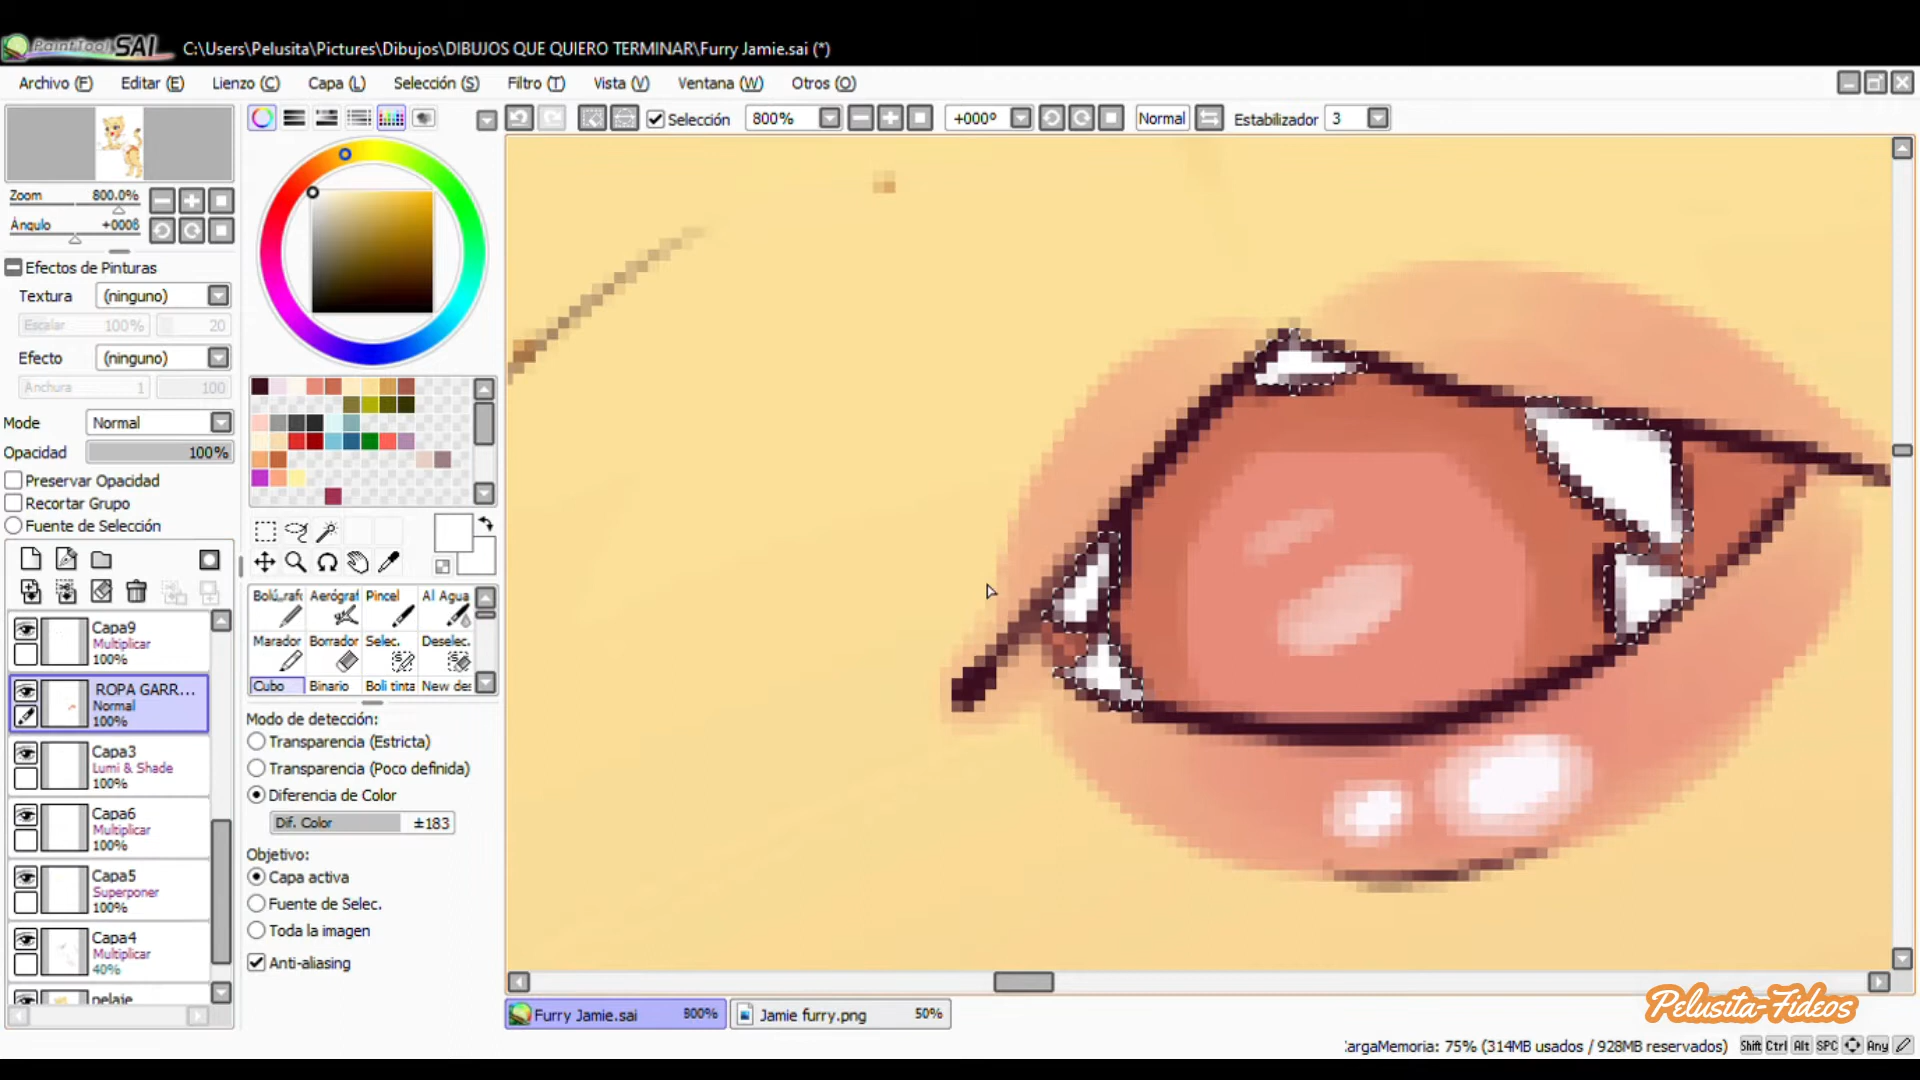 PaintTool SAI C:\Users\Pelusita\Pictures\Dibujos\DIBUJOS QUE QUIERO TERMINAR\Furry Jamie.sai (*)
Archivo (F) Editar (E) Lienzo (C) Capa (L) Selección (S) Filtro (T) Vista (V) Ventana (W) Otros (O)
Selección 800% +000º Normal Estabilizador 3
Zoom 800.0%
Ángulo +000ß
Efectos de Pinturas
Textura (ninguno)
Escalar 100% 20
Efecto (ninguno)
Anchura 1 100
Mode Normal
Opacidad 100%
Preservar Opacidad
Recortar Grupo
Fuente de Selección
Capa9
Multiplicar
100%
ROPA GARR...
Normal
100%
Capa3
Lumi & Shade
100%
Capa6
Multiplicar
100%
Capa5
Superponer
100%
Capa4
Multiplicar
40%
pelaje
Aerógraf Pincel Al Agua
Marador Borrador Selec. Deselec.
Cubo Binario Boli tinta New de
Modo de detección:
Transparencia (Estricta)
Transparencia (Poco definida)
Diferencia de Color
Dif. Color ±183
Objetivo:
Capa activa
Fuente de Selec.
Toda la imagen
Anti-aliasing
Furry Jamie.sai 800% Jamie furry.png 50%
Pelusita-Fideos
CargaMemoria: 75% (314MB usados / 928MB reservados) Shift Ctrl Alt SPC Any